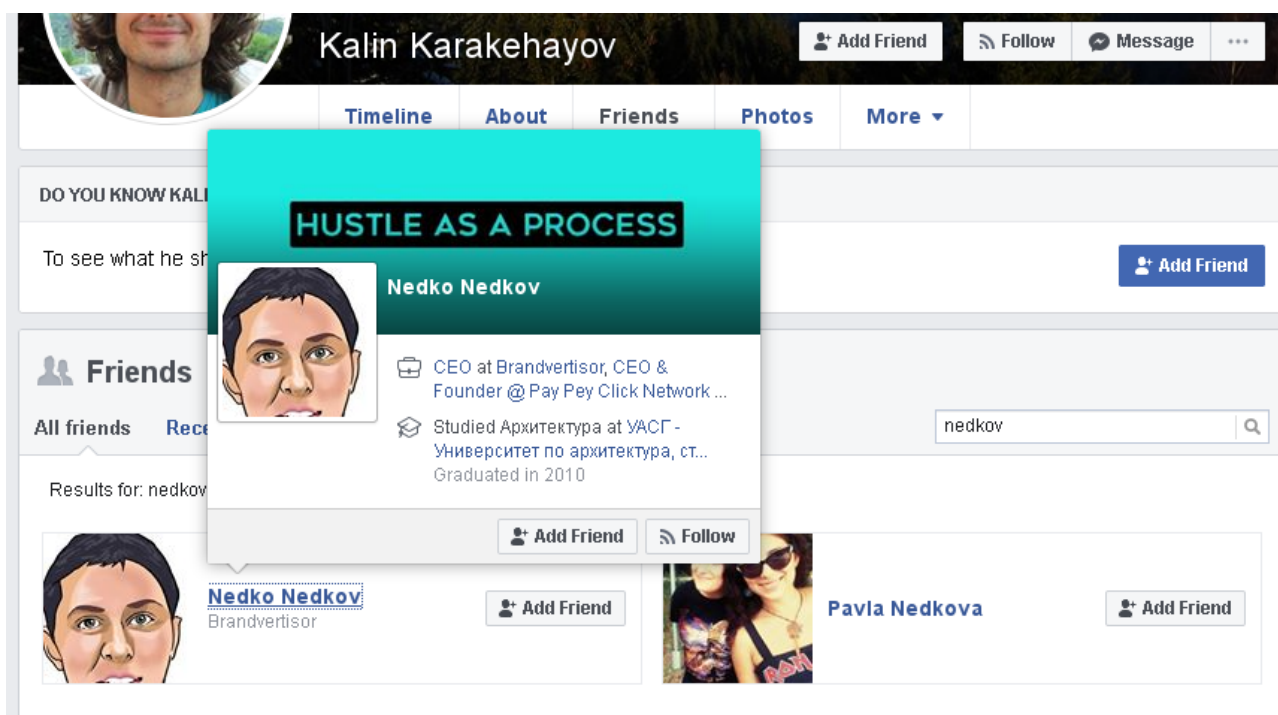 Kalin Karakehayov
Add Friend
Follow
Message
Timeline
About
Friends
Photos
More
DO YOU KNOW KALI
To see what he sh
Add Friend
HUSTLE AS A PROCESS
Nedko Nedkov
CEO at Brandvertisor, CEO &
Founder @ Pay Pey Click Network ...
Studied Архитектура at УАСГ -
Университет по архитектура, ст...
Graduated in 2010
Add Friend
Follow
Friends
All friends
Rece
nedkov
Results for: nedkov
Nedko Nedkov
Brandvertisor
Add Friend
Pavla Nedkova
Add Friend